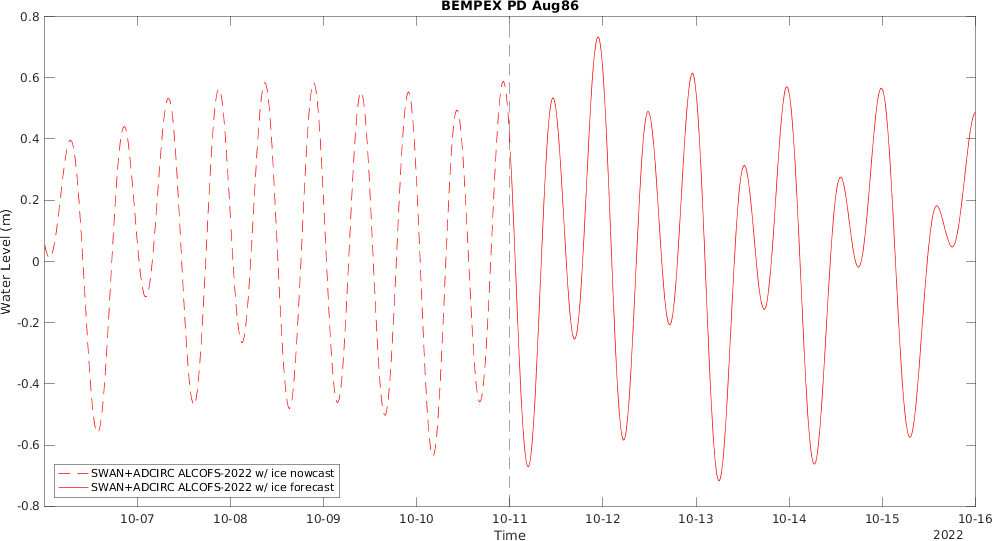 BEMPEX PD Aug86
0.8
0.6
0.4
0.2
0
-0.2
-0.4
-0.6
-0.8
Water Level (m)
SWAN+ADCIRC ALCOFS-2022 w/ ice nowcast
SWAN+ADCIRC ALCOFS-2022 w/ ice forecast
10-07 10-08 10-09 10-10 10-11 10-12 10-13 10-14 10-15 10-16
Time
2022